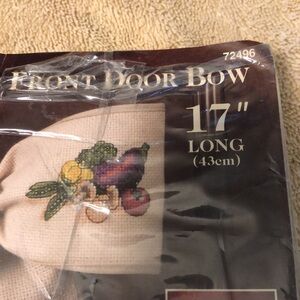 72496
FRONT DOOR BOW
17"
LONG
(43cm)